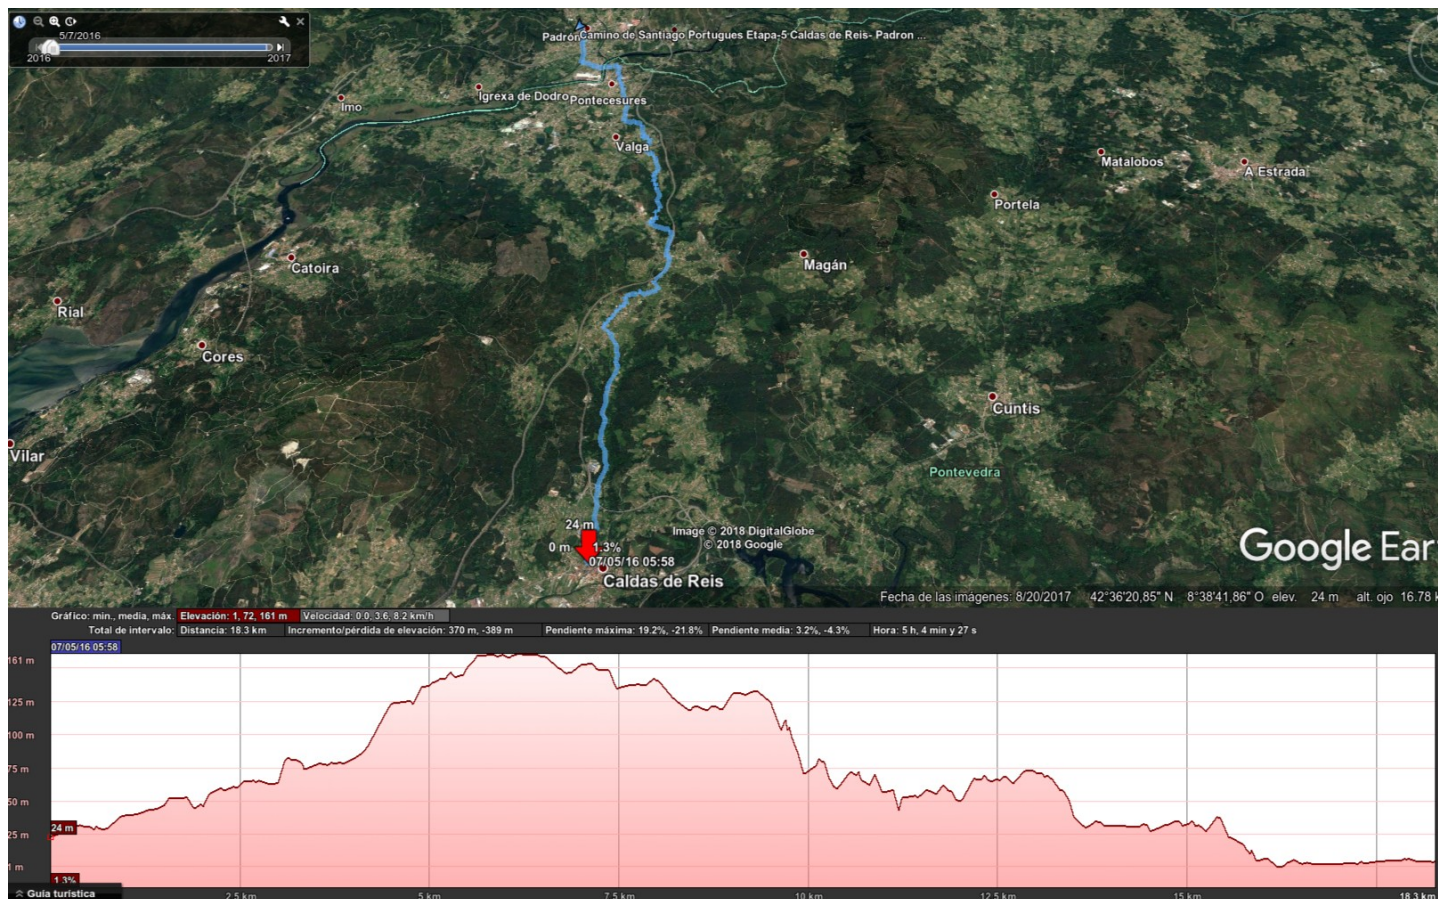 5/7/2016
2016
2017
Padrón
Camino de Santiago Portugues Etapa-5 Caldas de Reis- Padron ...
Imo
Igrexa de Dodro
Pontecesures
Valga
Matalobos
A Estrada
Portela
Catoira
Magán
Rial
Cores
Cuntis
Vilar
Pontevedra
24 m
0 m
1.3%
07/05/16 05:58
Caldas de Reis
Image © 2018 DigitalGlobe
© 2018 Google
Google Ear
Fecha de las imágenes: 8/20/2017 42°36'20,85" N 8°38'41,86" O elev. 24 m alt. ojo 16.78 k
Gráfico: min., media, máx. Elevación: 1, 72, 161 m Velocidad: 0.0, 3.6, 8.2 km/h
Total de intervalo: Distancia: 18.3 km Incremento/pérdida de elevación: 370 m, -389 m Pendiente máxima: 19.2%, -21.8% Pendiente media: 3.2%, -4.3% Hora: 5 h, 4 min y 27 s
07/05/16 05:58
161 m
125 m
100 m
75 m
50 m
25 m
24 m
1 m
1.3%
Guía turística
2.5 km
5 km
7.5 km
10 km
12.5 km
15 km
18.3 km